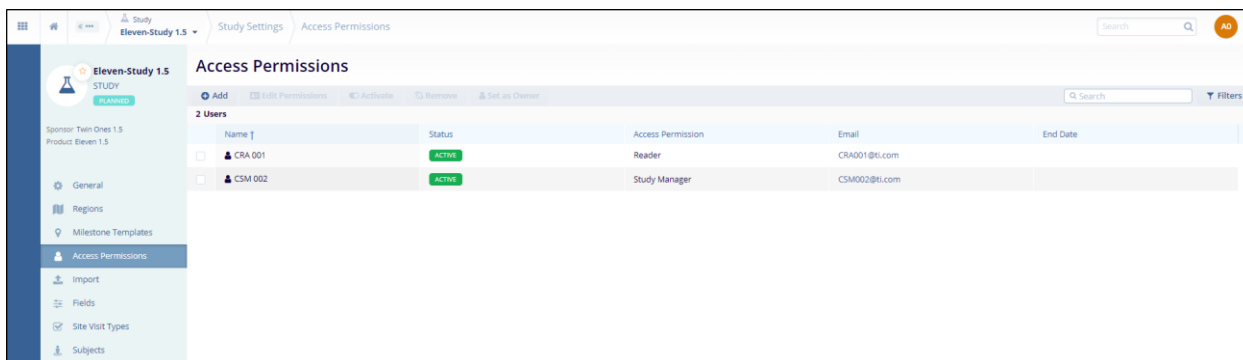 Study
Eleven-Study 1.5
Study Settings
Access Permissions
Search
AO
Eleven-Study 1.5
STUDY
PLANNED
Sponsor Twin Ones 1.5
Product Eleven 1.5
General
Regions
Milestone Templates
Access Permissions
Import
Fields
Site Visit Types
Subjects
Access Permissions
Add Edit Permissions Activate Remove Set as Owner Search Filters
2 Users
Name ↑ Status Access Permission Email End Date
CRA 001 ACTIVE Reader CRA001@ti.com
CSM 002 ACTIVE Study Manager CSM002@ti.com